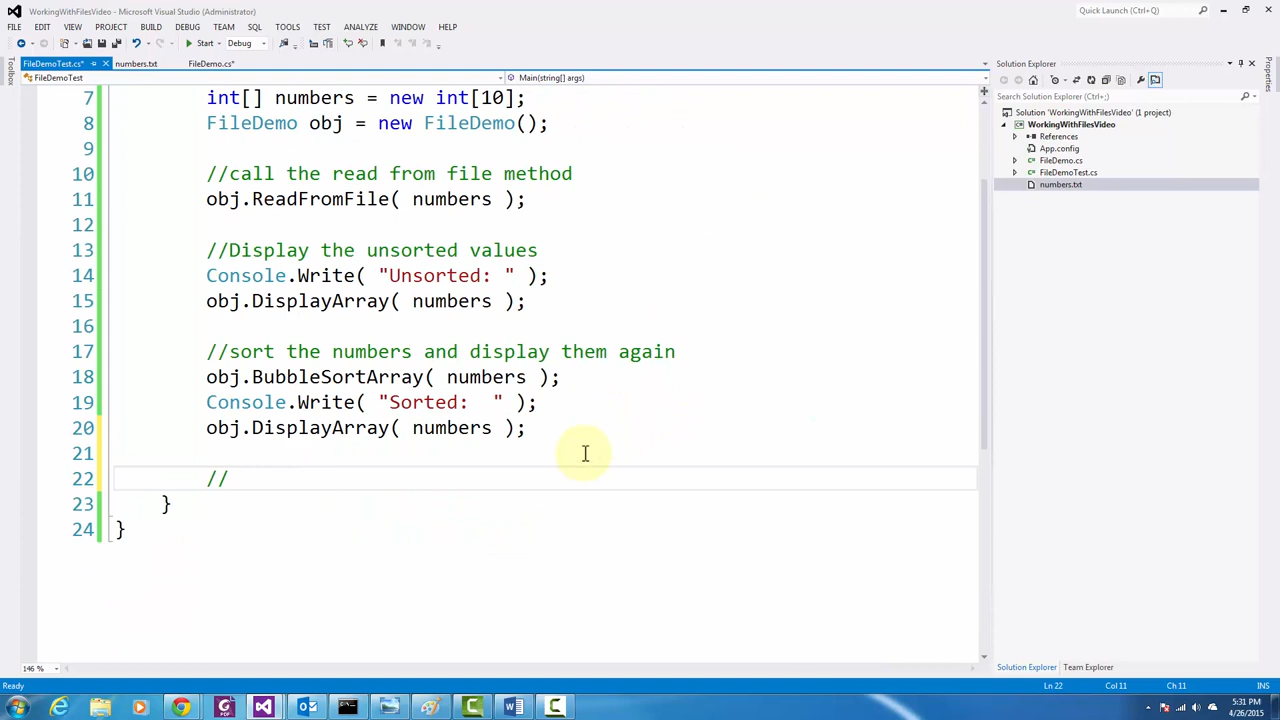 WorkingWithFilesVideo - Microsoft Visual Studio (Administrator)
Quick Launch (Ctrl+Q)
FILE EDIT VIEW PROJECT BUILD DEBUG TEAM SQL TOOLS TEST ANALYZE WINDOW HELP
Start Debug
FileDemoTest.cs* numbers.txt FileDemo.cs*
FileDemoTest Main(string[] args)
Toolbox
7 int[] numbers = new int[10];
8 FileDemo obj = new FileDemo();
9
10 //call the read from file method
11 obj.ReadFromFile( numbers );
12
13 //Display the unsorted values
14 Console.Write( "Unsorted: " );
15 obj.DisplayArray( numbers );
16
17 //sort the numbers and display them again
18 obj.BubbleSortArray( numbers );
19 Console.Write( "Sorted:  " );
20 obj.DisplayArray( numbers );
21
22 //
23 }
24 }
146 %
Solution Explorer
Search Solution Explorer (Ctrl+;)
Solution 'WorkingWithFilesVideo' (1 project)
WorkingWithFilesVideo
References
App.config
FileDemo.cs
FileDemoTest.cs
numbers.txt
Properties
Solution Explorer Team Explorer
Ready Ln 22 Col 11 Ch 11 INS
5:31 PM
4/26/2015